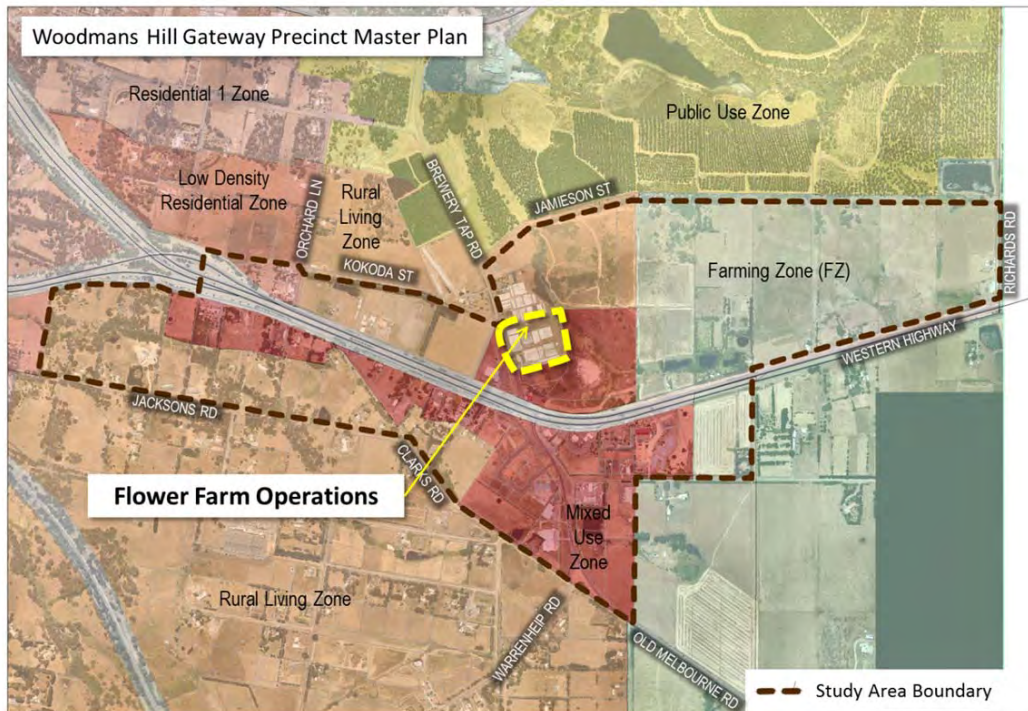 Woodmans Hill Gateway Precinct Master Plan
Residential 1 Zone
Public Use Zone
Low Density
Residential Zone
ORCHARD LN
Rural
Living
Zone
BREWERY TAP RD
JAMIESON ST
KOKODA ST
Farming Zone (FZ)
RICHARDS RD
WESTERN HIGHWAY
JACKSONS RD
CLARKS RD
Flower Farm Operations
Mixed
Use
Zone
Rural Living Zone
WARRENHEIP RD
OLD MELBOURNE RD
Study Area Boundary